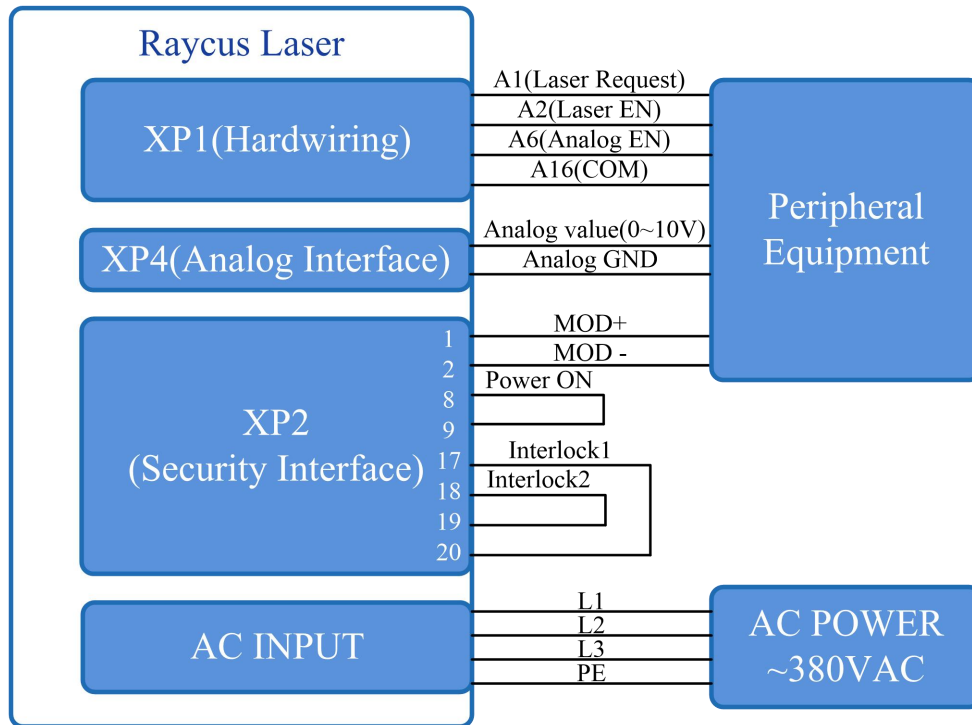 Raycus Laser
XP1(Hardwiring)
A1(Laser Request)
A2(Laser EN)
A6(Analog EN)
A16(COM)
Peripheral
Equipment
XP4(Analog Interface)
Analog value(0~10V)
Analog GND
XP2
(Security Interface)
1
2
8
9
17
18
19
20
MOD+
MOD -
Power ON
Interlock1
Interlock2
AC INPUT
L1
L2
L3
PE
AC POWER
~380VAC